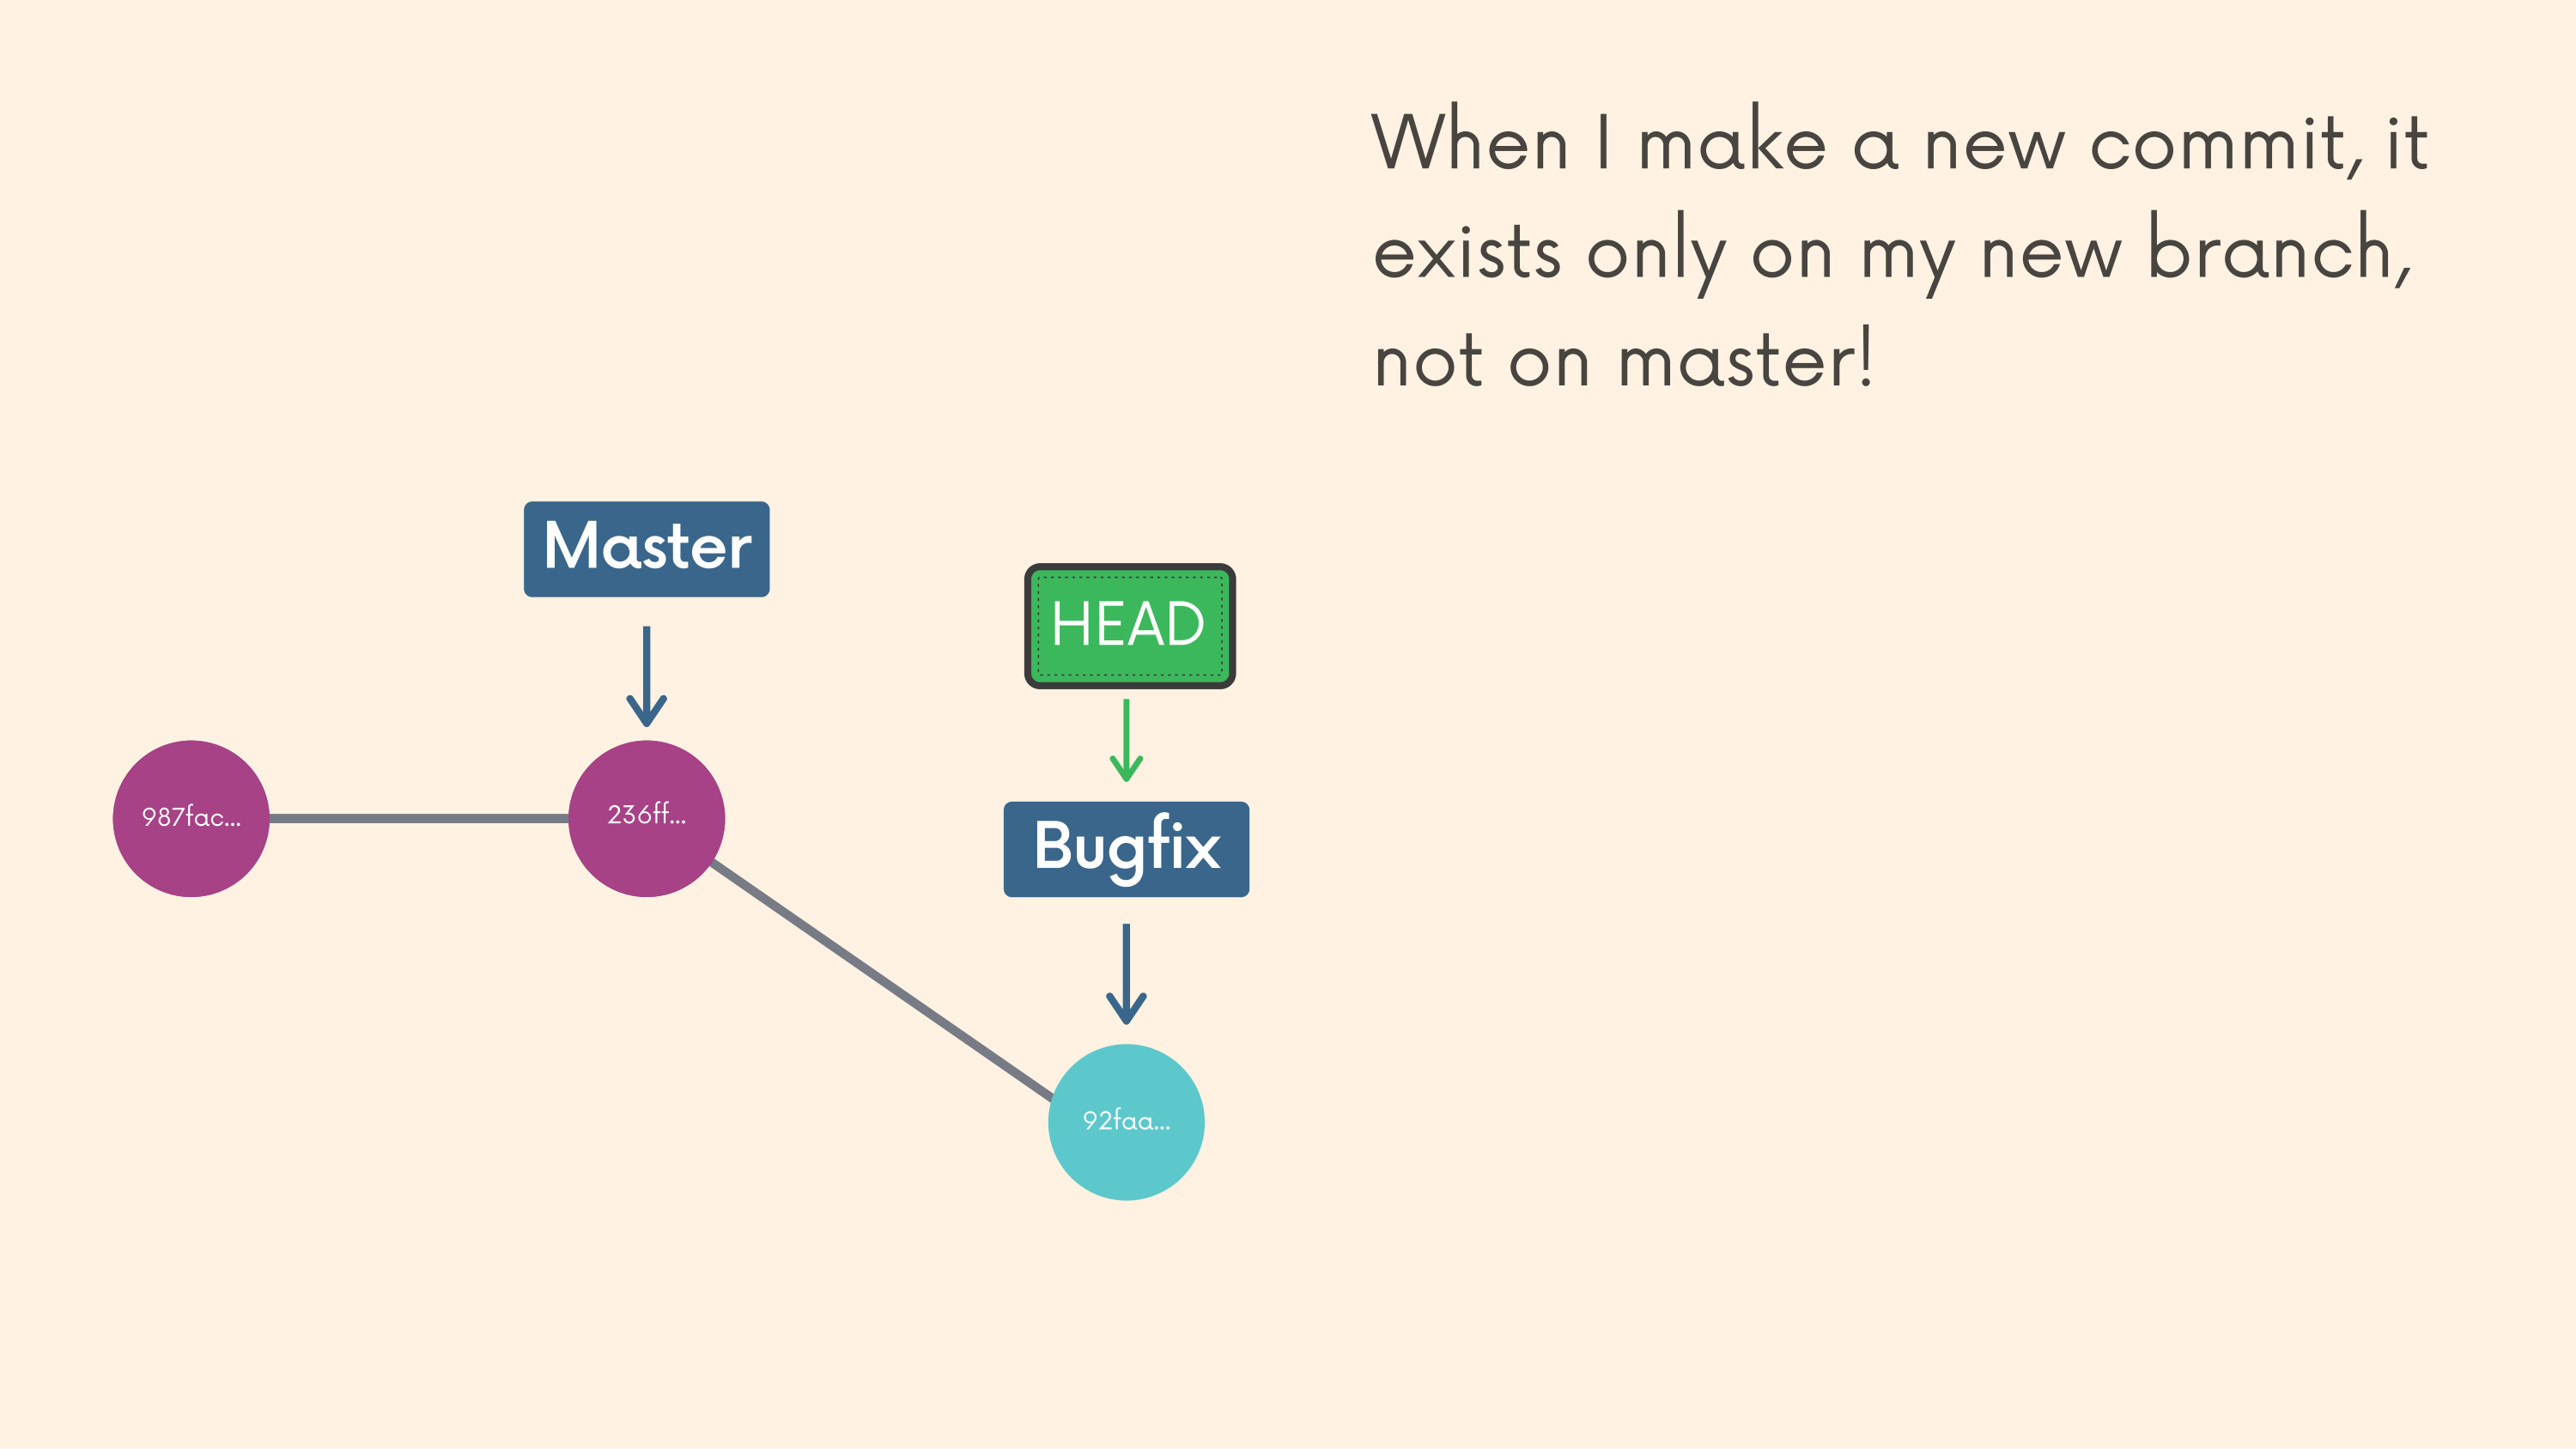 When I make a new commit, it
exists only on my new branch,
not on master!
Master
HEAD
987fac...
236ff...
Bugfix
92faa...